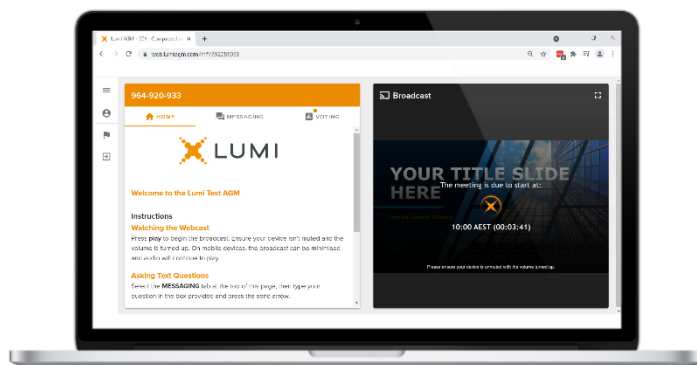 964-920-933
HOME MESSAGING VOTING
LUMI
Welcome to the Lumi Test AGM
Instructions
Watching the Webcast
Press play to begin the broadcast. Ensure your device isn't muted and the
volume is turned up. On mobile devices, the broadcast can be minimised
and audio will continue to play.
Asking Text Questions
Select the MESSAGING tab at the top of this page, then type your
question in the box provided and press the send arrow.
Broadcast
YOUR TITLE SLIDE
HERE
The meeting is due to start at:
10:00 AEST (00:03:41)
Please ensure your device is unmuted with the volume turned up.